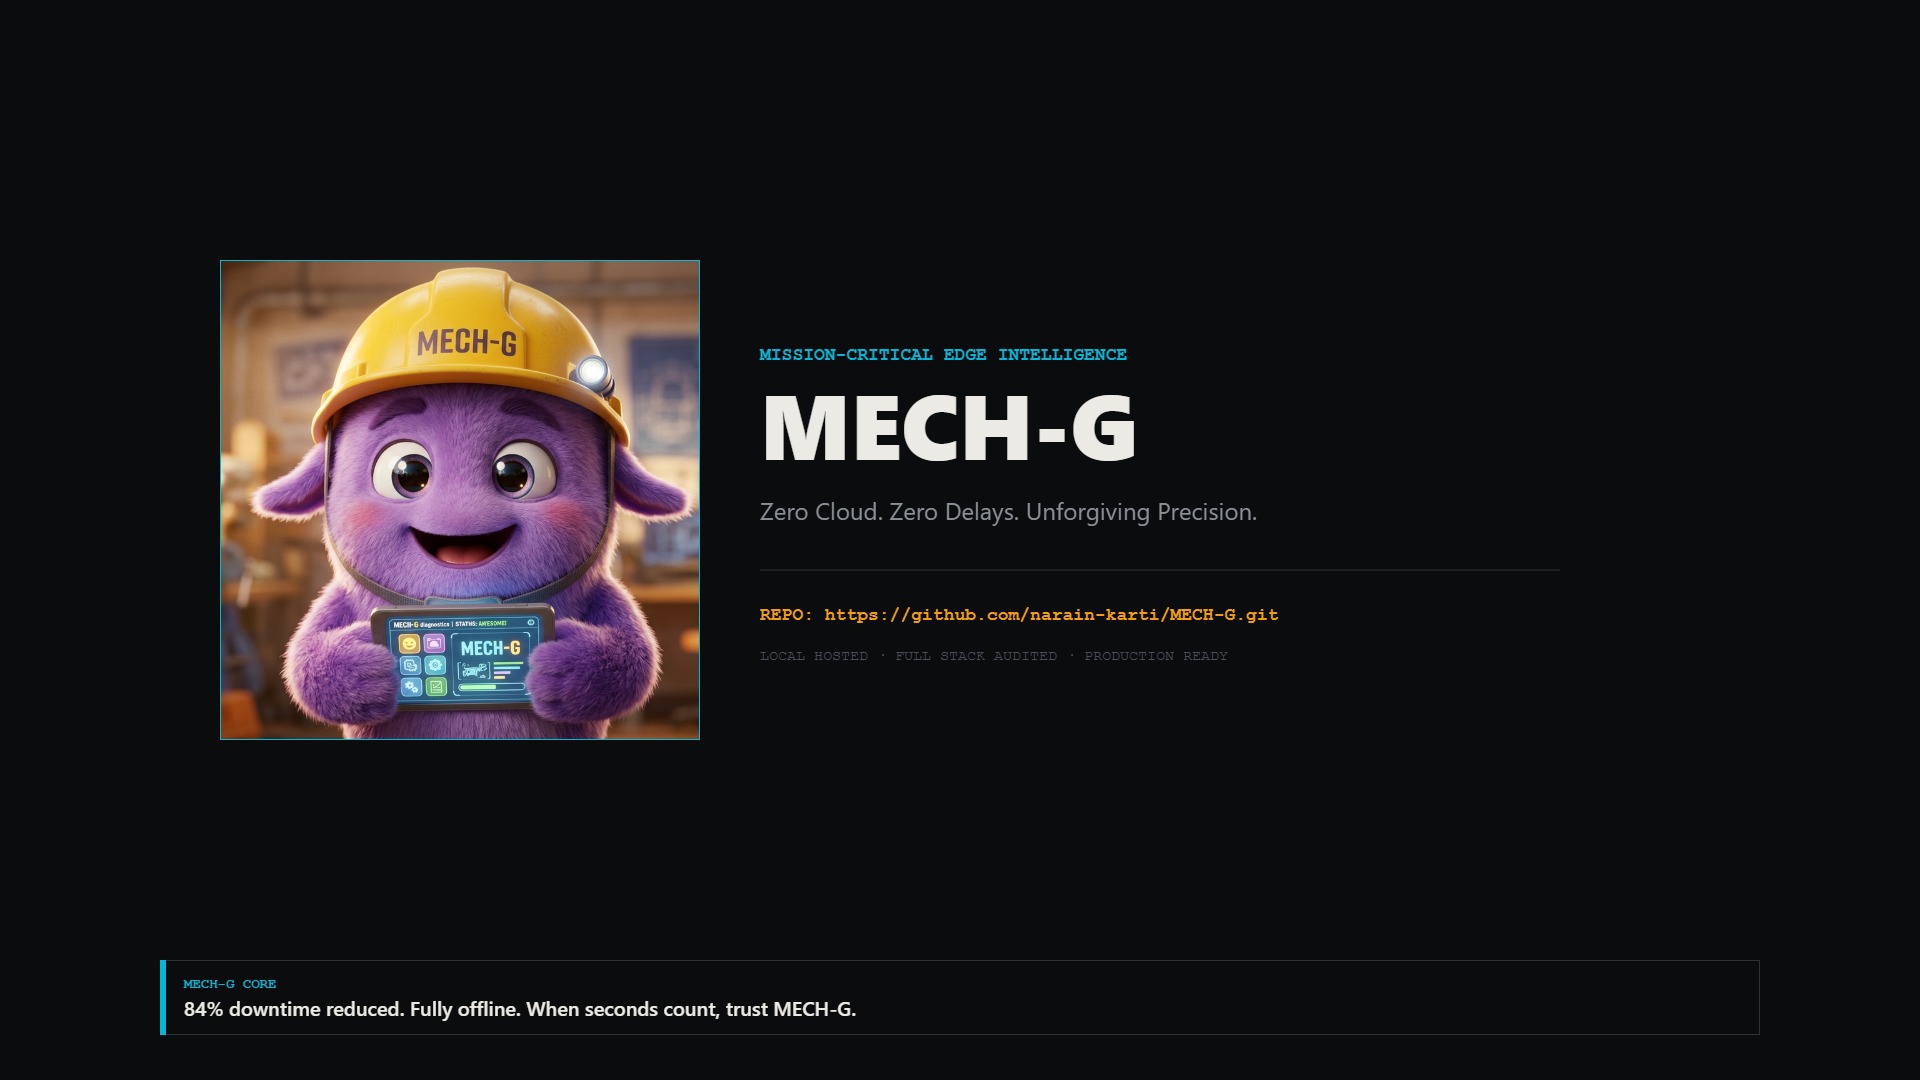 MECH-G
MECH-G diagnostics | STATHS: AWESOME!
MECH-G
MISSION-CRITICAL EDGE INTELLIGENCE
MECH-G
Zero Cloud. Zero Delays. Unforgiving Precision.
REPO: https://github.com/narain-karti/MECH-G.git
LOCAL HOSTED · FULL STACK AUDITED · PRODUCTION READY
MECH-G CORE
84% downtime reduced. Fully offline. When seconds count, trust MECH-G.